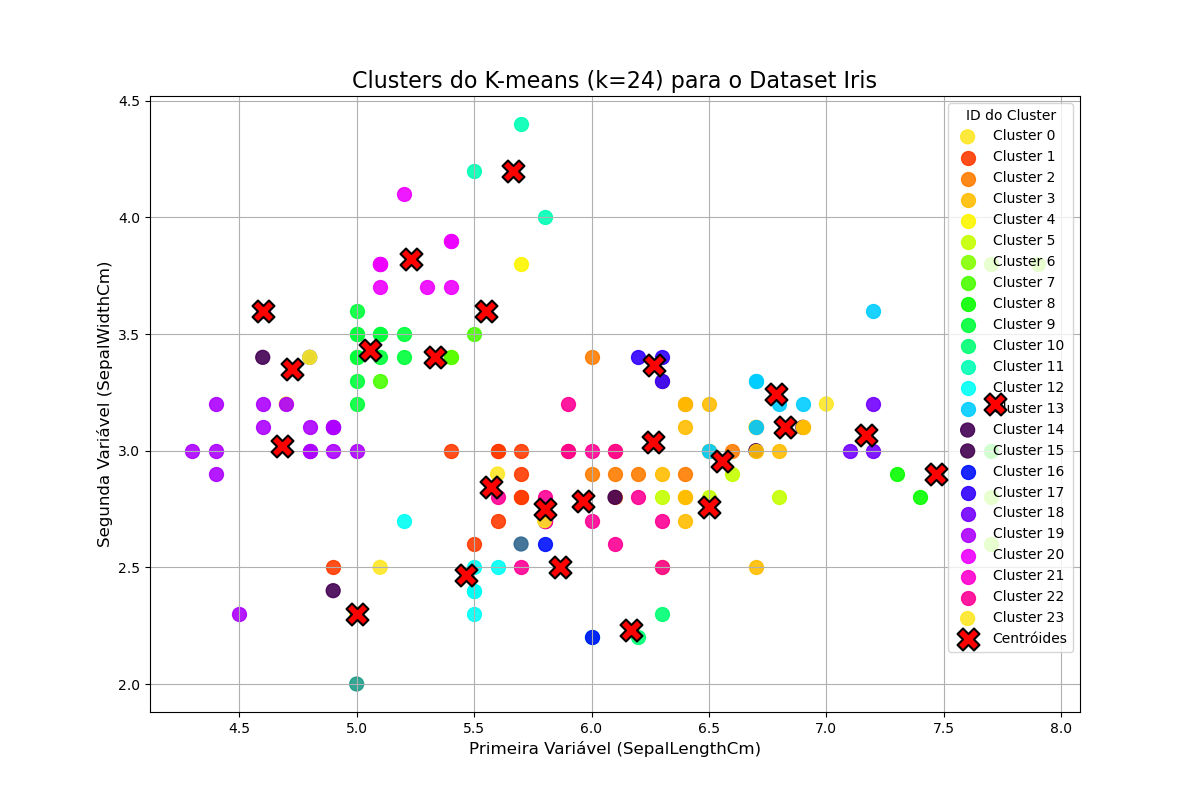 Clusters do K-means (k=24) para o Dataset Iris
4.5
4.0
3.5
3.0
2.5
2.0
Segunda Variável (SepalWidthCm)
4.5
5.0
5.5
6.0
6.5
7.0
7.5
8.0
Primeira Variável (SepalLengthCm)
ID do Cluster
Cluster 0
Cluster 1
Cluster 2
Cluster 3
Cluster 4
Cluster 5
Cluster 6
Cluster 7
Cluster 8
Cluster 9
Cluster 10
Cluster 11
Cluster 12
Cluster 13
Cluster 14
Cluster 15
Cluster 16
Cluster 17
Cluster 18
Cluster 19
Cluster 20
Cluster 21
Cluster 22
Cluster 23
Centróides